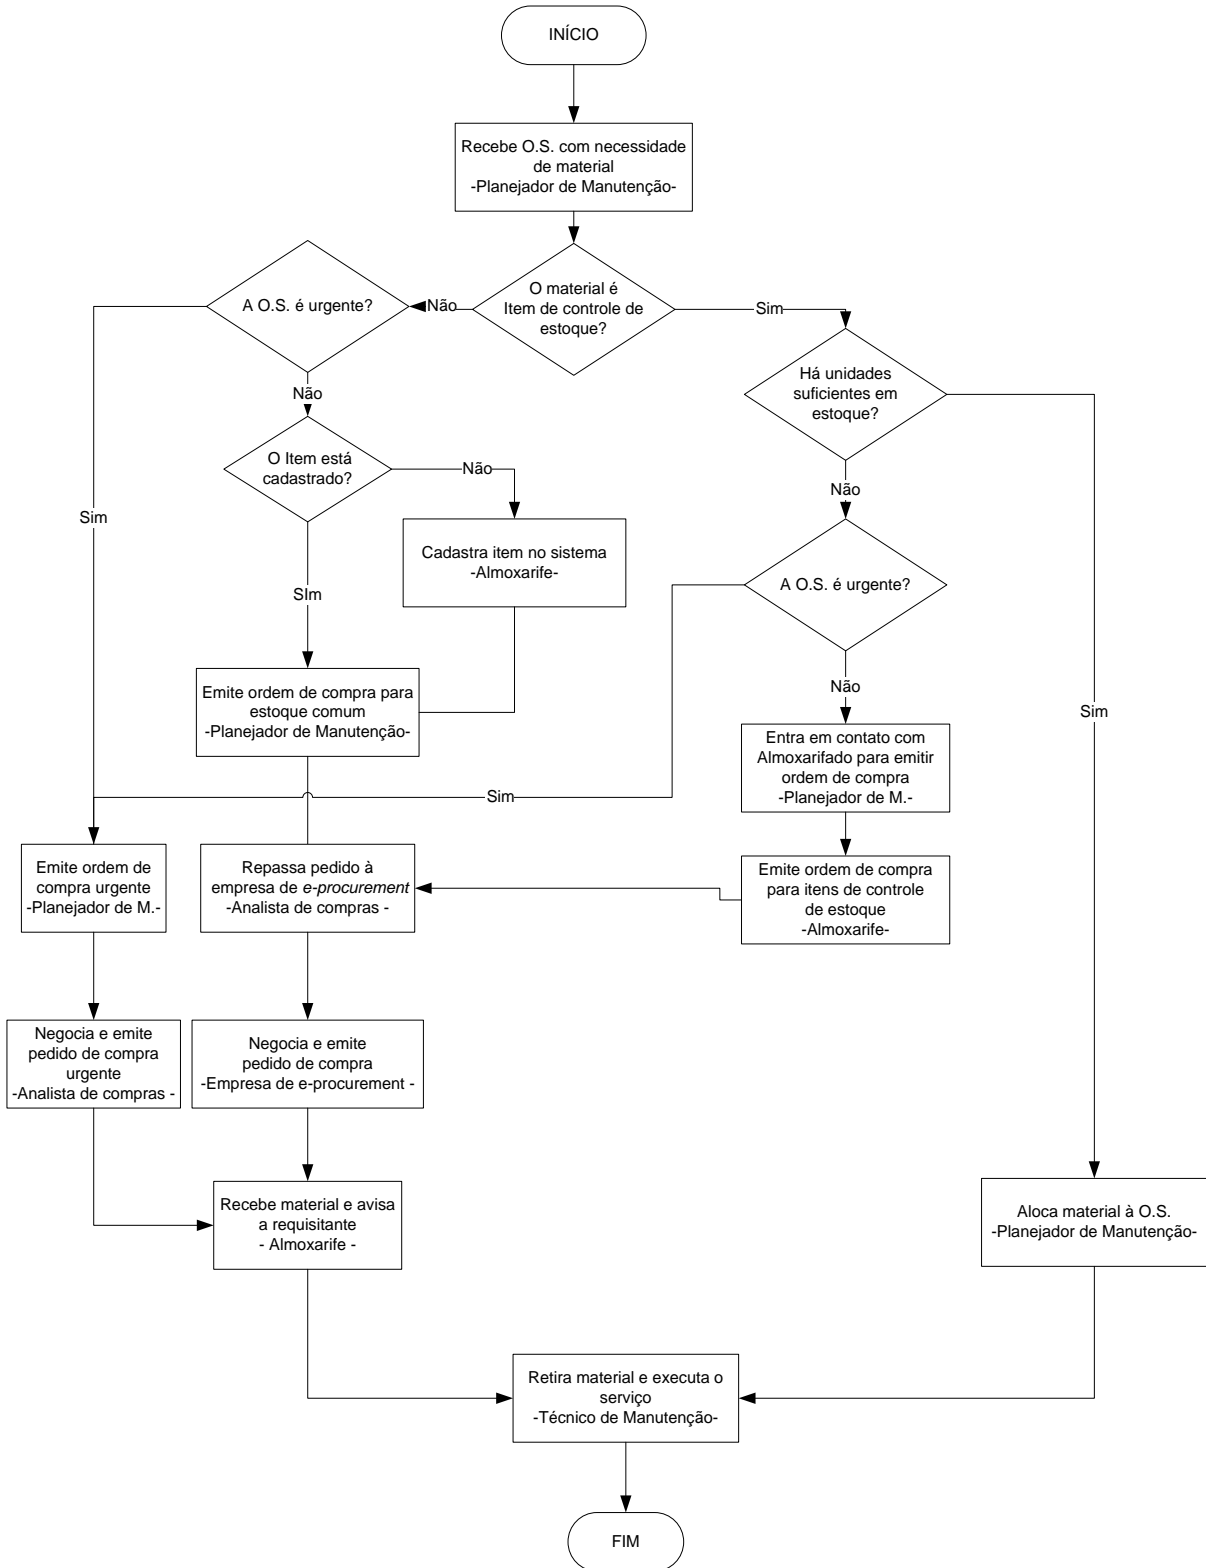 INÍCIO
Recebe O.S. com necessidade
de material
-Planejador de Manutenção-
A O.S. é urgente?
Não
O material é
Item de controle de
estoque?
Sim
Há unidades
suficientes em
estoque?
Não
O Item está
cadastrado?
Não
Não
Sim
Cadastra item no sistema
-Almoxarife-
A O.S. é urgente?
SIm
Emite ordem de compra para
estoque comum
-Planejador de Manutenção-
Não
Sim
Entra em contato com
Almoxarifado para emitir
ordem de compra
-Planejador de M.-
Sim
Emite ordem de
compra urgente
-Planejador de M.-
Repassa pedido à
empresa de e-procurement
-Analista de compras -
Emite ordem de compra
para itens de controle
de estoque
-Almoxarife-
Negocia e emite
pedido de compra
urgente
-Analista de compras -
Negocia e emite
pedido de compra
-Empresa de e-procurement -
Recebe material e avisa
a requisitante
- Almoxarife -
Aloca material à O.S.
-Planejador de Manutenção-
Retira material e executa o
serviço
-Técnico de Manutenção-
FIM